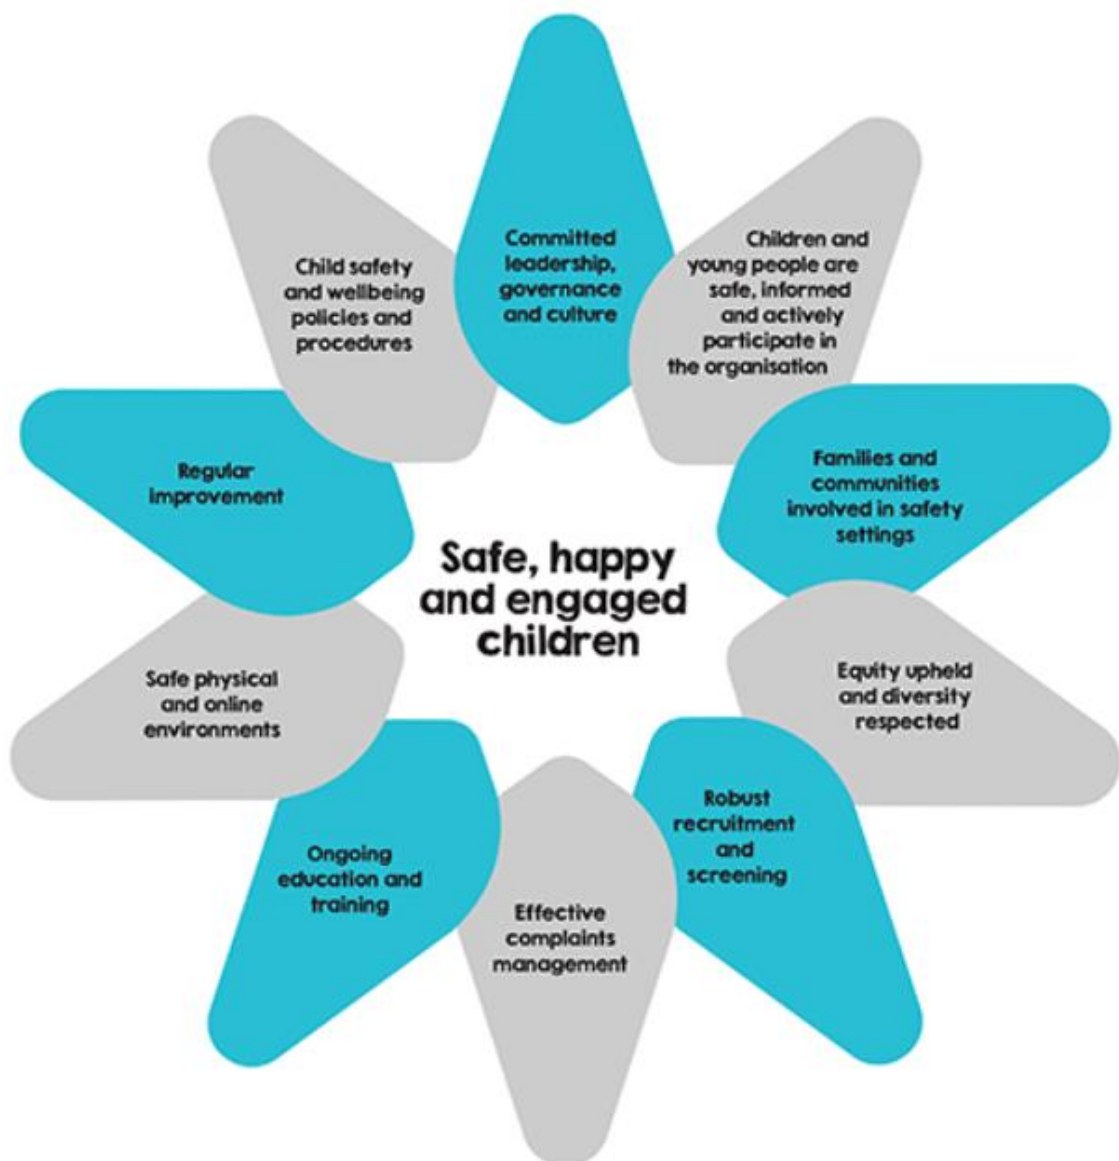 Committed
leadership,
governance
and culture
Children and
young people are
safe, informed
and actively
participate in
the organisation
Families and
communities
involved in safety
settings
Equity upheld
and diversity
respected
Robust
recruitment
and
screening
Effective
complaints
management
Ongoing
education and
training
Safe physical
and online
environments
Regular
improvement
Child safety
and wellbeing
policies and
procedures
Safe, happy
and engaged
children